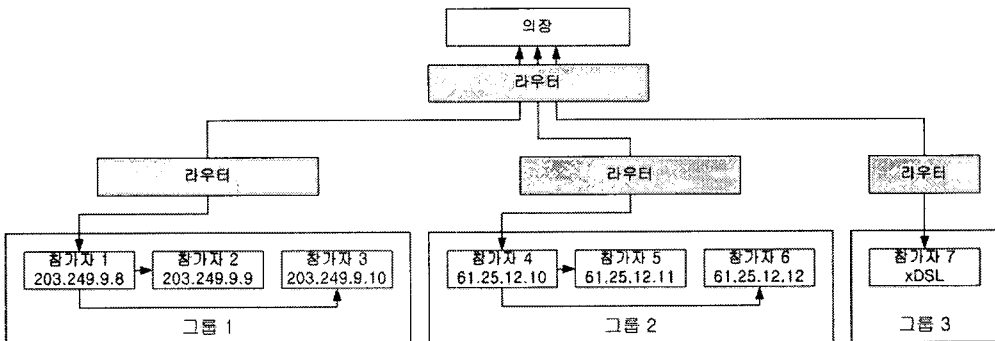 의장
라우터
라우터
라우터
라우터
참가자 1
203.249.9.8
참가자 2
203.249.9.9
참가자 3
203.249.9.10
그룹 1
참가자 4
61.25.12.10
참가자 5
61.25.12.11
참가자 6
61.25.12.12
그룹 2
참가자 7
xDSL
그룹 3